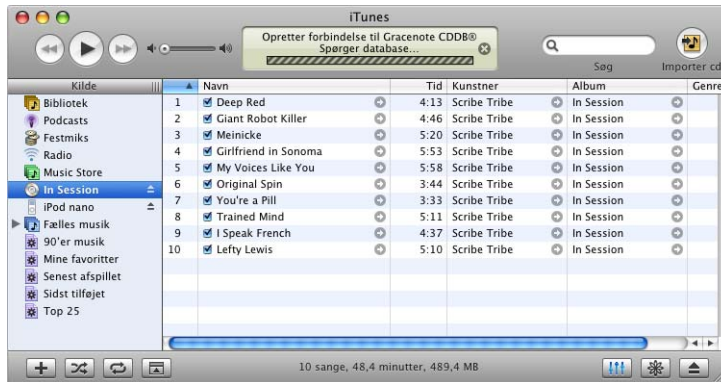 iTunes
Opretter forbindelse til Gracenote CDDB®
Spørger database...
Søg
Importer cd
Kilde
Bibliotek
Podcasts
Festmiks
Radio
Music Store
In Session
iPod nano
Fælles musik
90'er musik
Mine favoritter
Senest afspillet
Sidst tilføjet
Top 25
Navn Tid Kunstner Album Genre
1 Deep Red 4:13 Scribe Tribe In Session
2 Giant Robot Killer 4:46 Scribe Tribe In Session
3 Meinicke 5:20 Scribe Tribe In Session
4 Girlfriend in Sonoma 5:53 Scribe Tribe In Session
5 My Voices Like You 5:58 Scribe Tribe In Session
6 Original Spin 3:44 Scribe Tribe In Session
7 You're a Pill 3:33 Scribe Tribe In Session
8 Trained Mind 5:11 Scribe Tribe In Session
9 I Speak French 4:37 Scribe Tribe In Session
10 Lefty Lewis 5:10 Scribe Tribe In Session
10 sange, 48,4 minutter, 489,4 MB